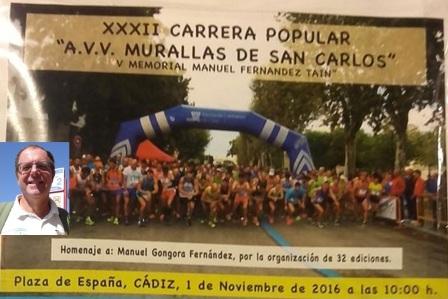 XXXII CARRERA POPULAR
"A.V.V. MURALLAS DE SAN CARLOS"
V MEMORIAL MANUEL FERNANDEZ TAIN"
Homenaje a: Manuel Gongora Fernández, por la organización de 32 ediciones.
Plaza de España, CÁDIZ, 1 de Noviembre de 2016 a las 10:00 h.